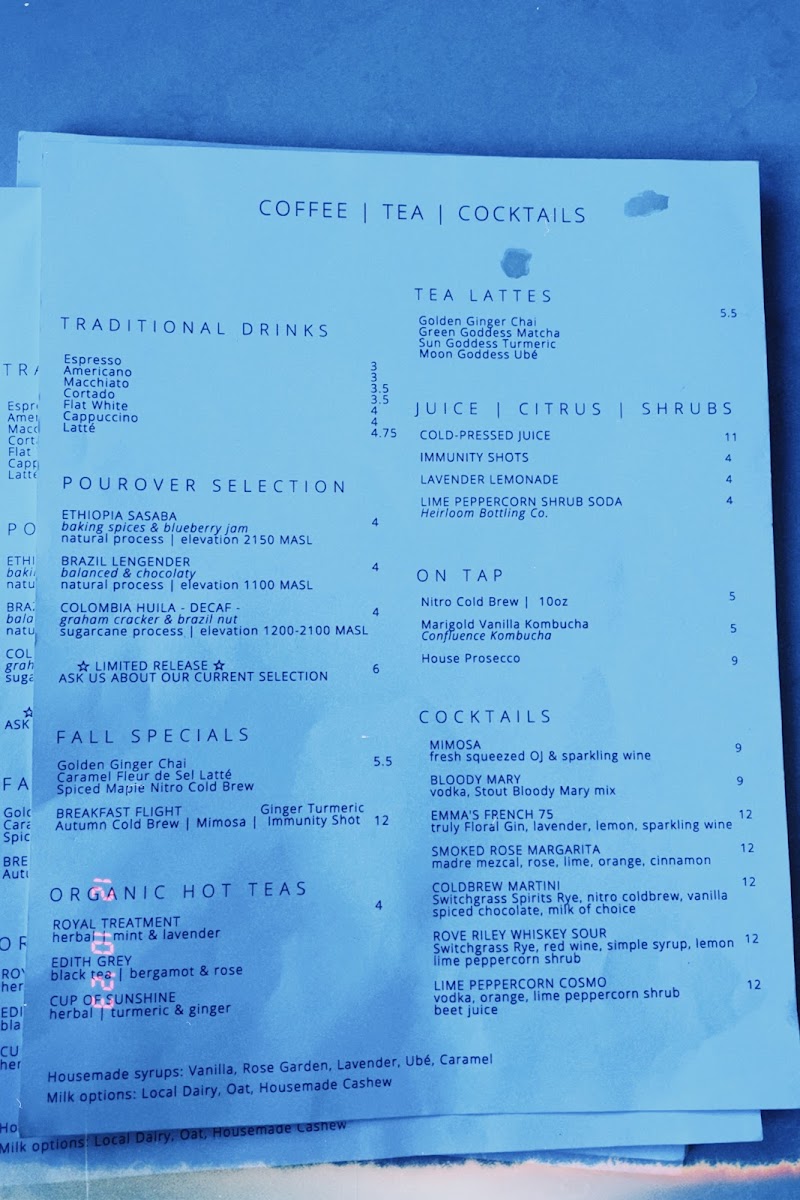 COFFEE | TEA | COCKTAILS
TRADITIONAL DRINKS
Espresso 3
Americano 3
Macchiato 3.5
Cortado 3.5
Flat White 4
Cappuccino 4
Latté 4.75
POUROVER SELECTION
ETHIOPIA SASABA
baking spices & blueberry jam 4
natural process | elevation 2150 MASL
BRAZIL LENGENDER
balanced & chocolaty 4
natural process | elevation 1100 MASL
COLOMBIA HUILA - DECAF - 4
graham cracker & brazil nut
sugarcane process | elevation 1200-2100 MASL
☆ LIMITED RELEASE ☆ 6
ASK US ABOUT OUR CURRENT SELECTION
FALL SPECIALS
Golden Ginger Chai 5.5
Caramel Fleur de Sel Latté
Spiced Maple Nitro Cold Brew
BREAKFAST FLIGHT Ginger Turmeric
Autumn Cold Brew | Mimosa | Immunity Shot 12
ORGANIC HOT TEAS 4
ROYAL TREATMENT
herbal | mint & lavender
EDITH GREY
black tea | bergamot & rose
CUP OF SUNSHINE
herbal | turmeric & ginger
TEA LATTES
5.5
Golden Ginger Chai
Green Goddess Matcha
Sun Goddess Turmeric
Moon Goddess Ubé
JUICE | CITRUS | SHRUBS
COLD-PRESSED JUICE 11
IMMUNITY SHOTS 4
LAVENDER LEMONADE 4
LIME PEPPERCORN SHRUB SODA 4
Heirloom Bottling Co.
ON TAP
Nitro Cold Brew | 10oz 5
Marigold Vanilla Kombucha 5
Confluence Kombucha
House Prosecco 9
COCKTAILS
MIMOSA 9
fresh squeezed OJ & sparkling wine
BLOODY MARY 9
vodka, Stout Bloody Mary mix
EMMA'S FRENCH 75 12
truly Floral Gin, lavender, lemon, sparkling wine
SMOKED ROSE MARGARITA 12
madre mezcal, rose, lime, orange, cinnamon
COLDBREW MARTINI 12
Switchgrass Spirits Rye, nitro coldbrew, vanilla
spiced chocolate, milk of choice
ROVE RILEY WHISKEY SOUR 12
Switchgrass Rye, red wine, simple syrup, lemon
lime peppercorn shrub
LIME PEPPERCORN COSMO 12
vodka, orange, lime peppercorn shrub
beet juice
Housemade syrups: Vanilla, Rose Garden, Lavender, Ubé, Caramel
Milk options: Local Dairy, Oat, Housemade Cashew
Milk options: Local Dairy, Oat, Housemade Cashew